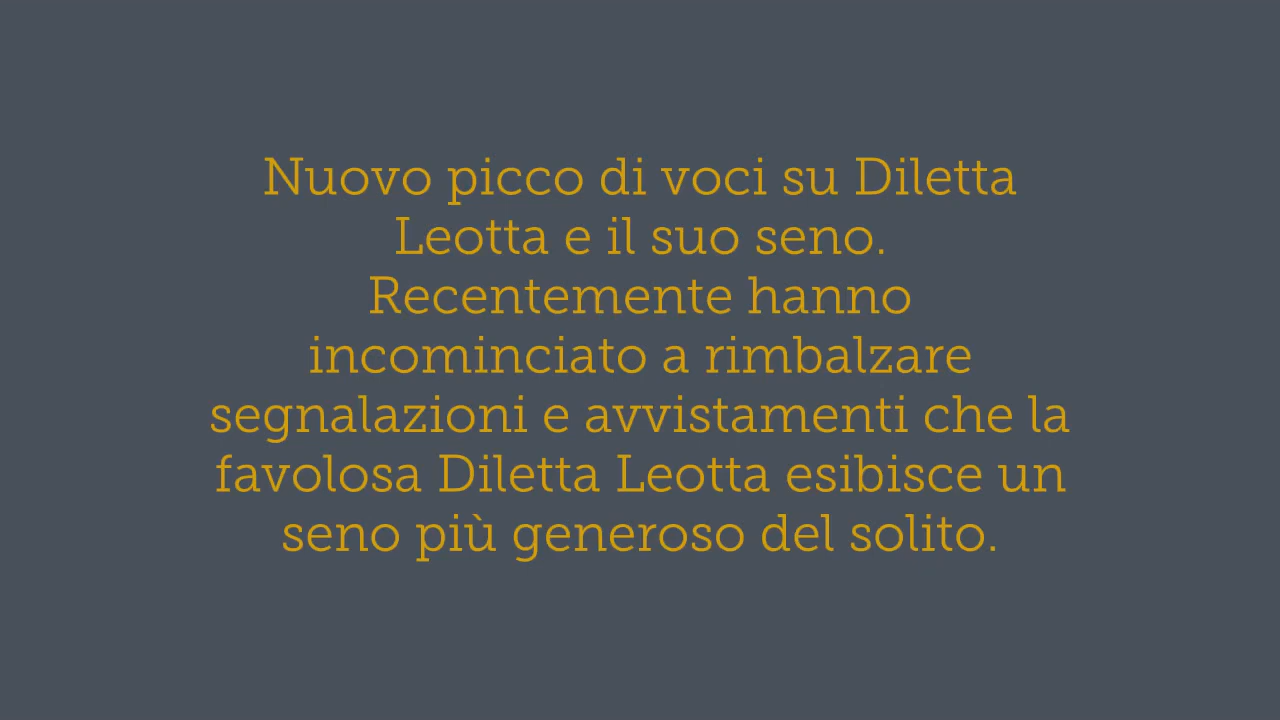 Nuovo picco di voci su Diletta
Leotta e il suo seno.
Recentemente hanno
incominciato a rimbalzare
segnalazioni e avvistamenti che la
favolosa Diletta Leotta esibisce un
seno più generoso del solito.